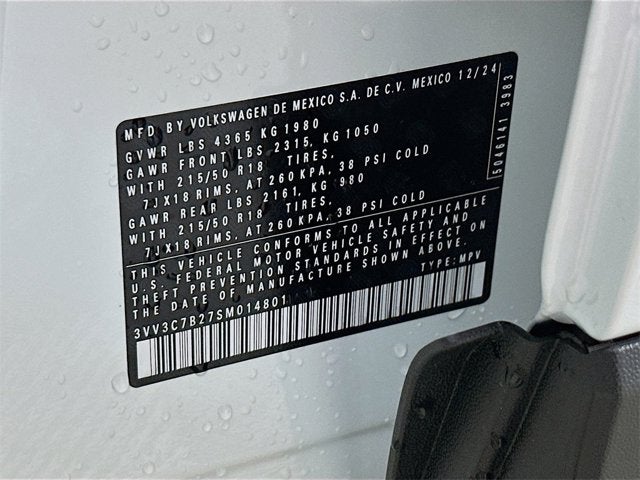 MFD. BY VOLKSWAGEN DE MEXICO S.A. DE C.V. MEXICO 12/24
GVWR LBS 4365 KG 1980
GAWR FRONT LBS 2315, KG 1050
WITH 215/50 R18 TIRES,
7JX18 RIMS, AT 260 KPA, 38 PSI COLD
GAWR REAR LBS 2161, KG 980
WITH 215/50 R18 TIRES,
7JX18 RIMS, AT 260 KPA, 38 PSI COLD
THIS VEHICLE CONFORMS TO ALL APPLICABLE
U.S. FEDERAL MOTOR VEHICLE SAFETY AND
THEFT PREVENTION STANDARDS IN EFFECT ON
THE DATE OF MANUFACTURE SHOWN ABOVE.
3VV3C7B27SM014801 TYPE: MPV
5046141 3983